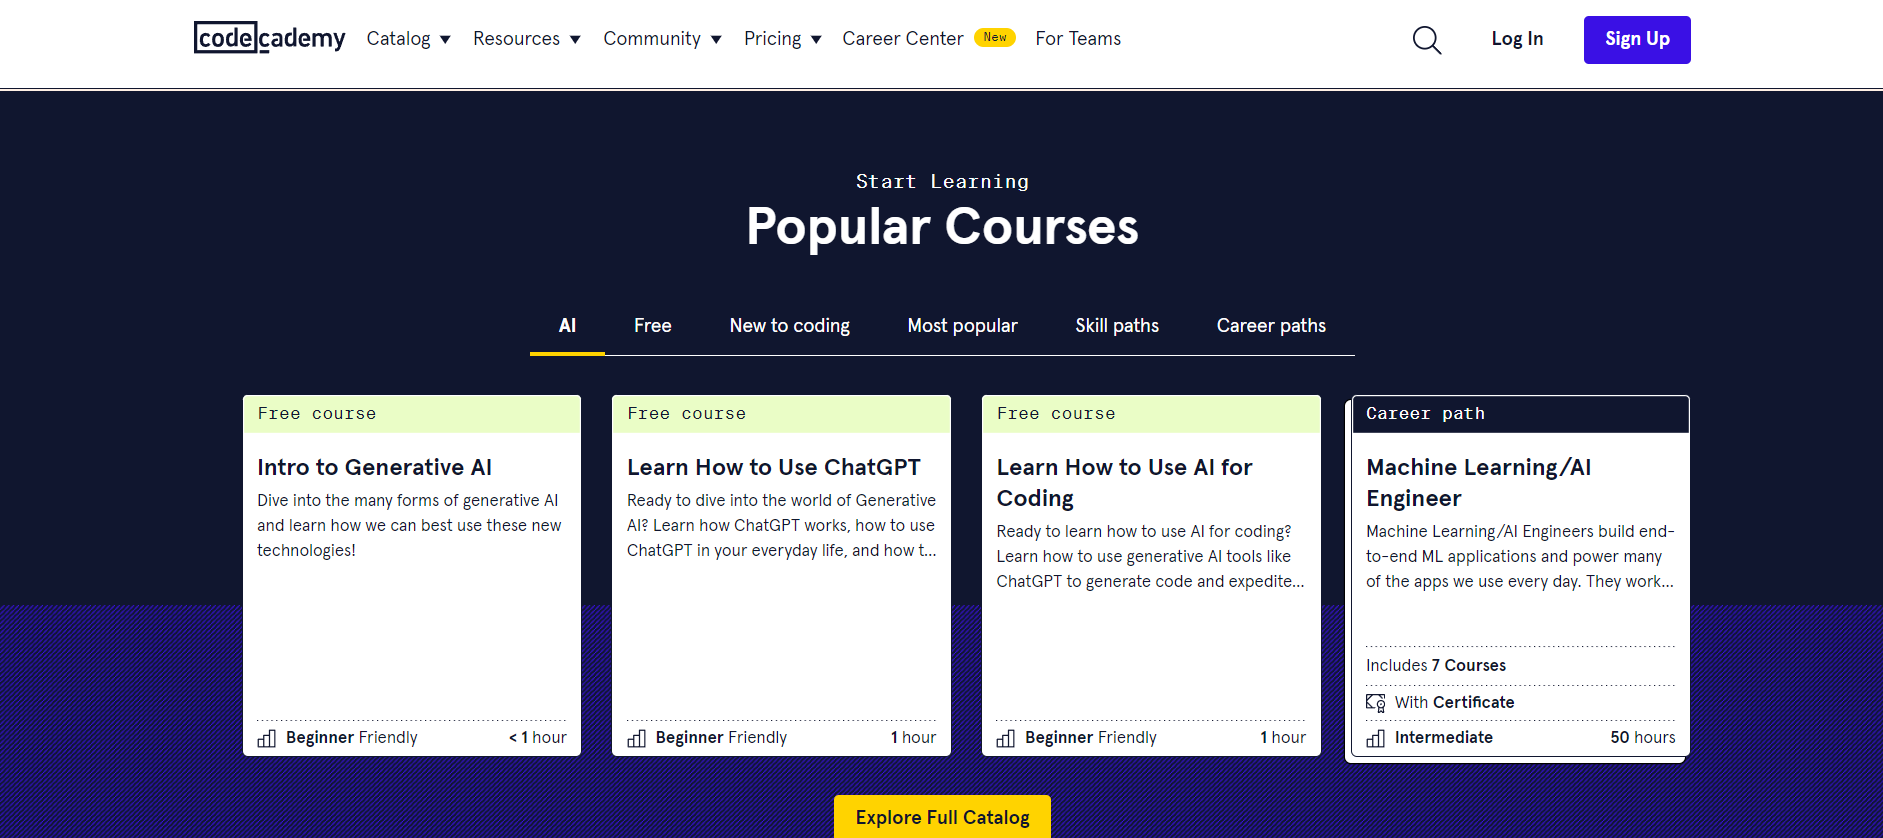 codecademy Catalog Resources Community Pricing Career Center New For Teams Log In Sign Up
Start Learning
Popular Courses
AI Free New to coding Most popular Skill paths Career paths
Free course
Intro to Generative AI
Dive into the many forms of generative AI
and learn how we can best use these new
technologies!
Beginner Friendly < 1 hour
Free course
Learn How to Use ChatGPT
Ready to dive into the world of Generative
AI? Learn how ChatGPT works, how to use
ChatGPT in your everyday life, and how t...
Beginner Friendly 1 hour
Free course
Learn How to Use AI for
Coding
Ready to learn how to use AI for coding?
Learn how to use generative AI tools like
ChatGPT to generate code and expedite...
Beginner Friendly 1 hour
Career path
Machine Learning/AI
Engineer
Machine Learning/AI Engineers build end-
to-end ML applications and power many
of the apps we use every day. They work...
Includes 7 Courses
With Certificate
Intermediate 50 hours
Explore Full Catalog